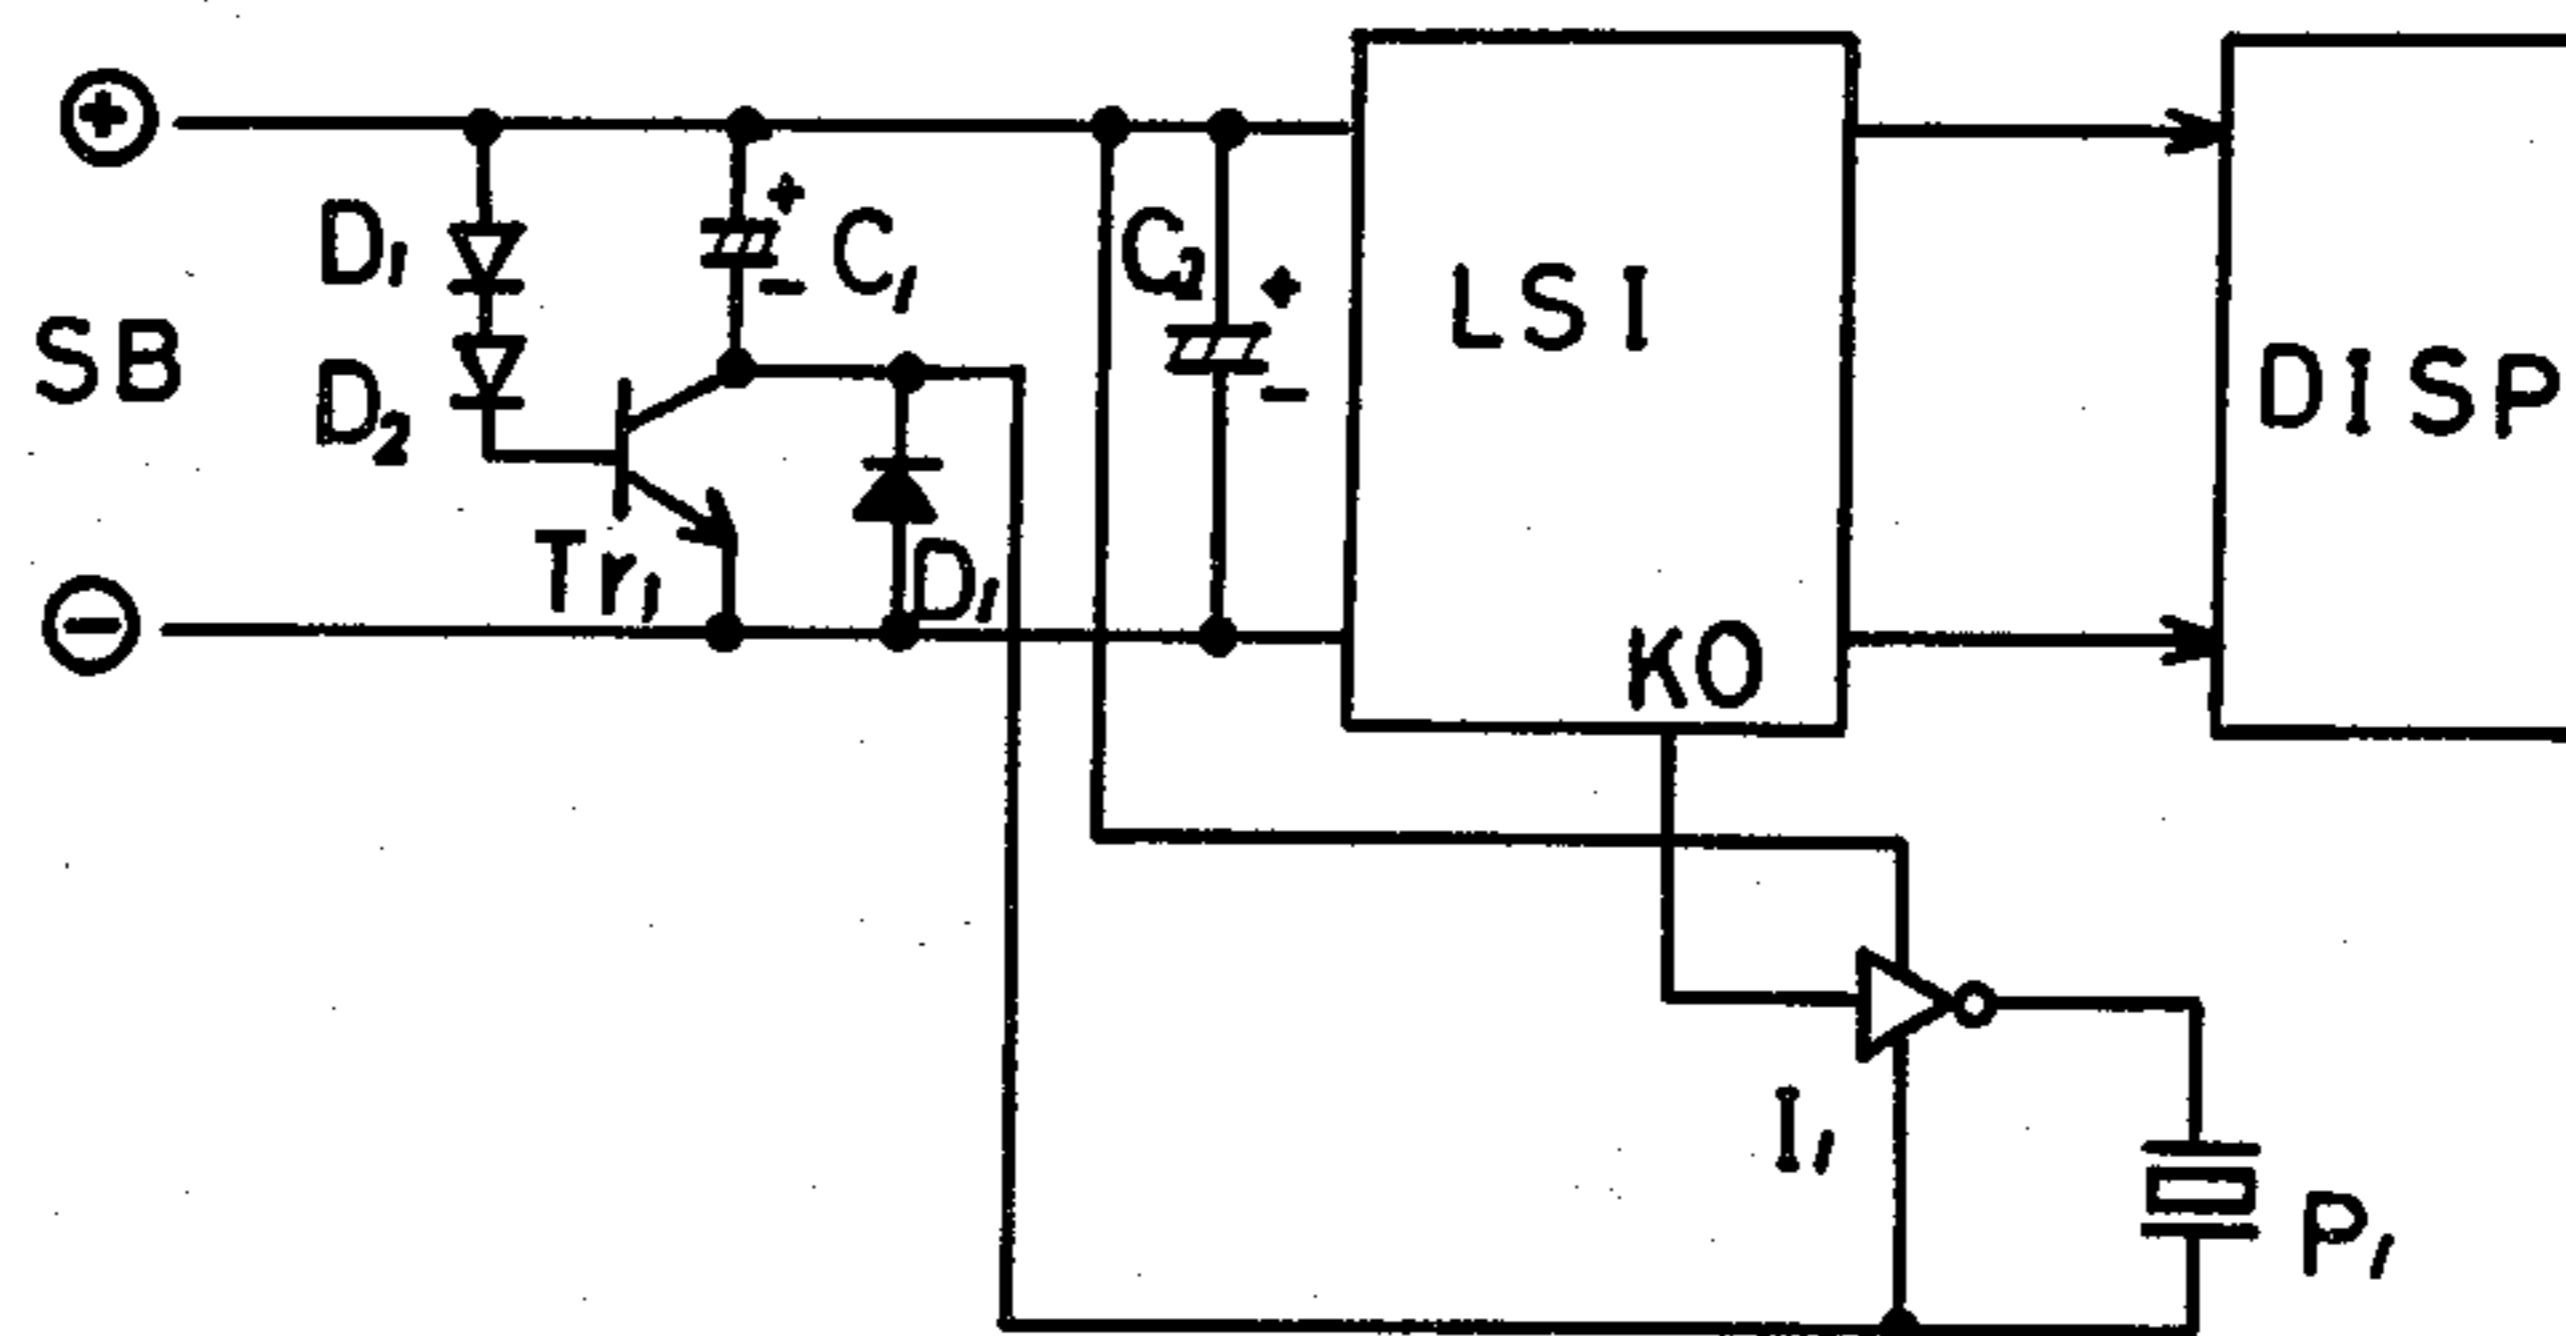 ⊕
D₁
+
C₁
-
C₂
+
-
LSI
SB
D₂
DISP
Tr₁
D₁
⊖
KO
I₁
P₁